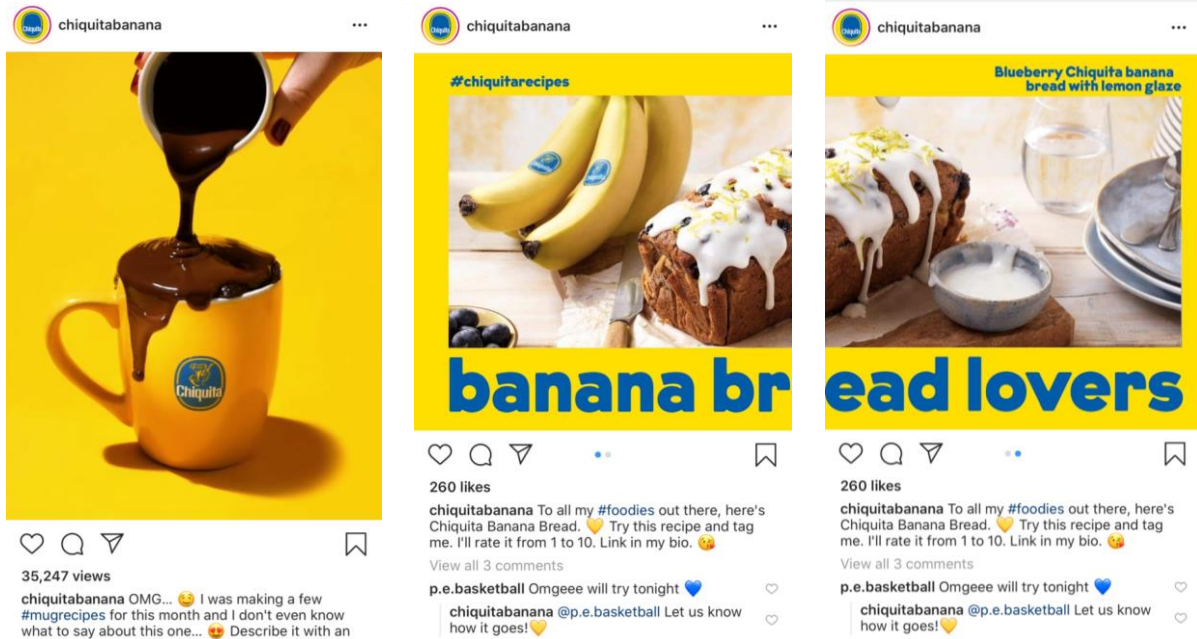 chiquitabanana
Chiquita
35,247 views
chiquitabanana OMG... 😏 I was making a few
#mugrecipes for this month and I don't even know
what to say about this one... 😍 Describe it with an
chiquitabanana
#chiquitarecipes
banana br
260 likes
chiquitabanana To all my #foodies out there, here's
Chiquita Banana Bread. 💛 Try this recipe and tag
me. I'll rate it from 1 to 10. Link in my bio. 😘
View all 3 comments
p.e.basketball Omgeee will try tonight 💙
chiquitabanana @p.e.basketball Let us know
how it goes!💛
chiquitabanana
Blueberry Chiquita banana
bread with lemon glaze
ead lovers
260 likes
chiquitabanana To all my #foodies out there, here's
Chiquita Banana Bread. 💛 Try this recipe and tag
me. I'll rate it from 1 to 10. Link in my bio. 😘
View all 3 comments
p.e.basketball Omgeee will try tonight 💙
chiquitabanana @p.e.basketball Let us know
how it goes!💛